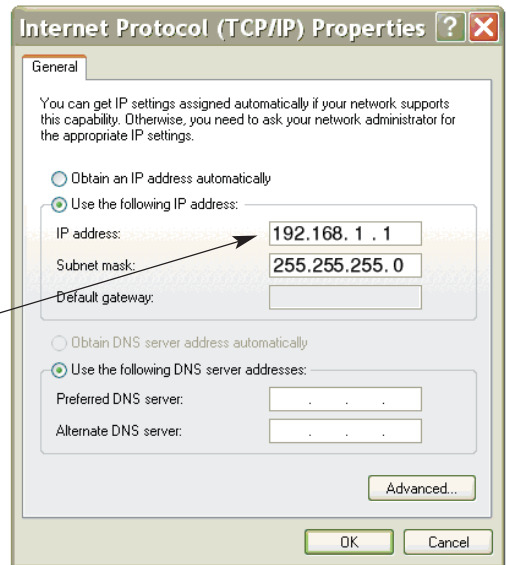 Internet Protocol (TCP/IP) Properties
General
You can get IP settings assigned automatically if your network supports
this capability. Otherwise, you need to ask your network administrator for
the appropriate IP settings.
Obtain an IP address automatically
Use the following IP address:
IP address: 192.168. 1 . 1
Subnet mask: 255.255.255. 0
Default gateway:
Obtain DNS server address automatically
Use the following DNS server addresses:
Preferred DNS server: . . .
Alternate DNS server: . . .
Advanced...
OK Cancel